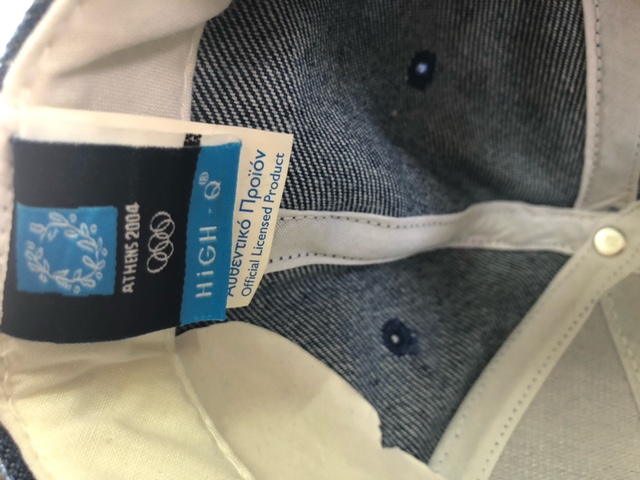 ATHENS 2004
HiGH - Q®
Αυθεντικό Προϊόν
Official Licensed Product